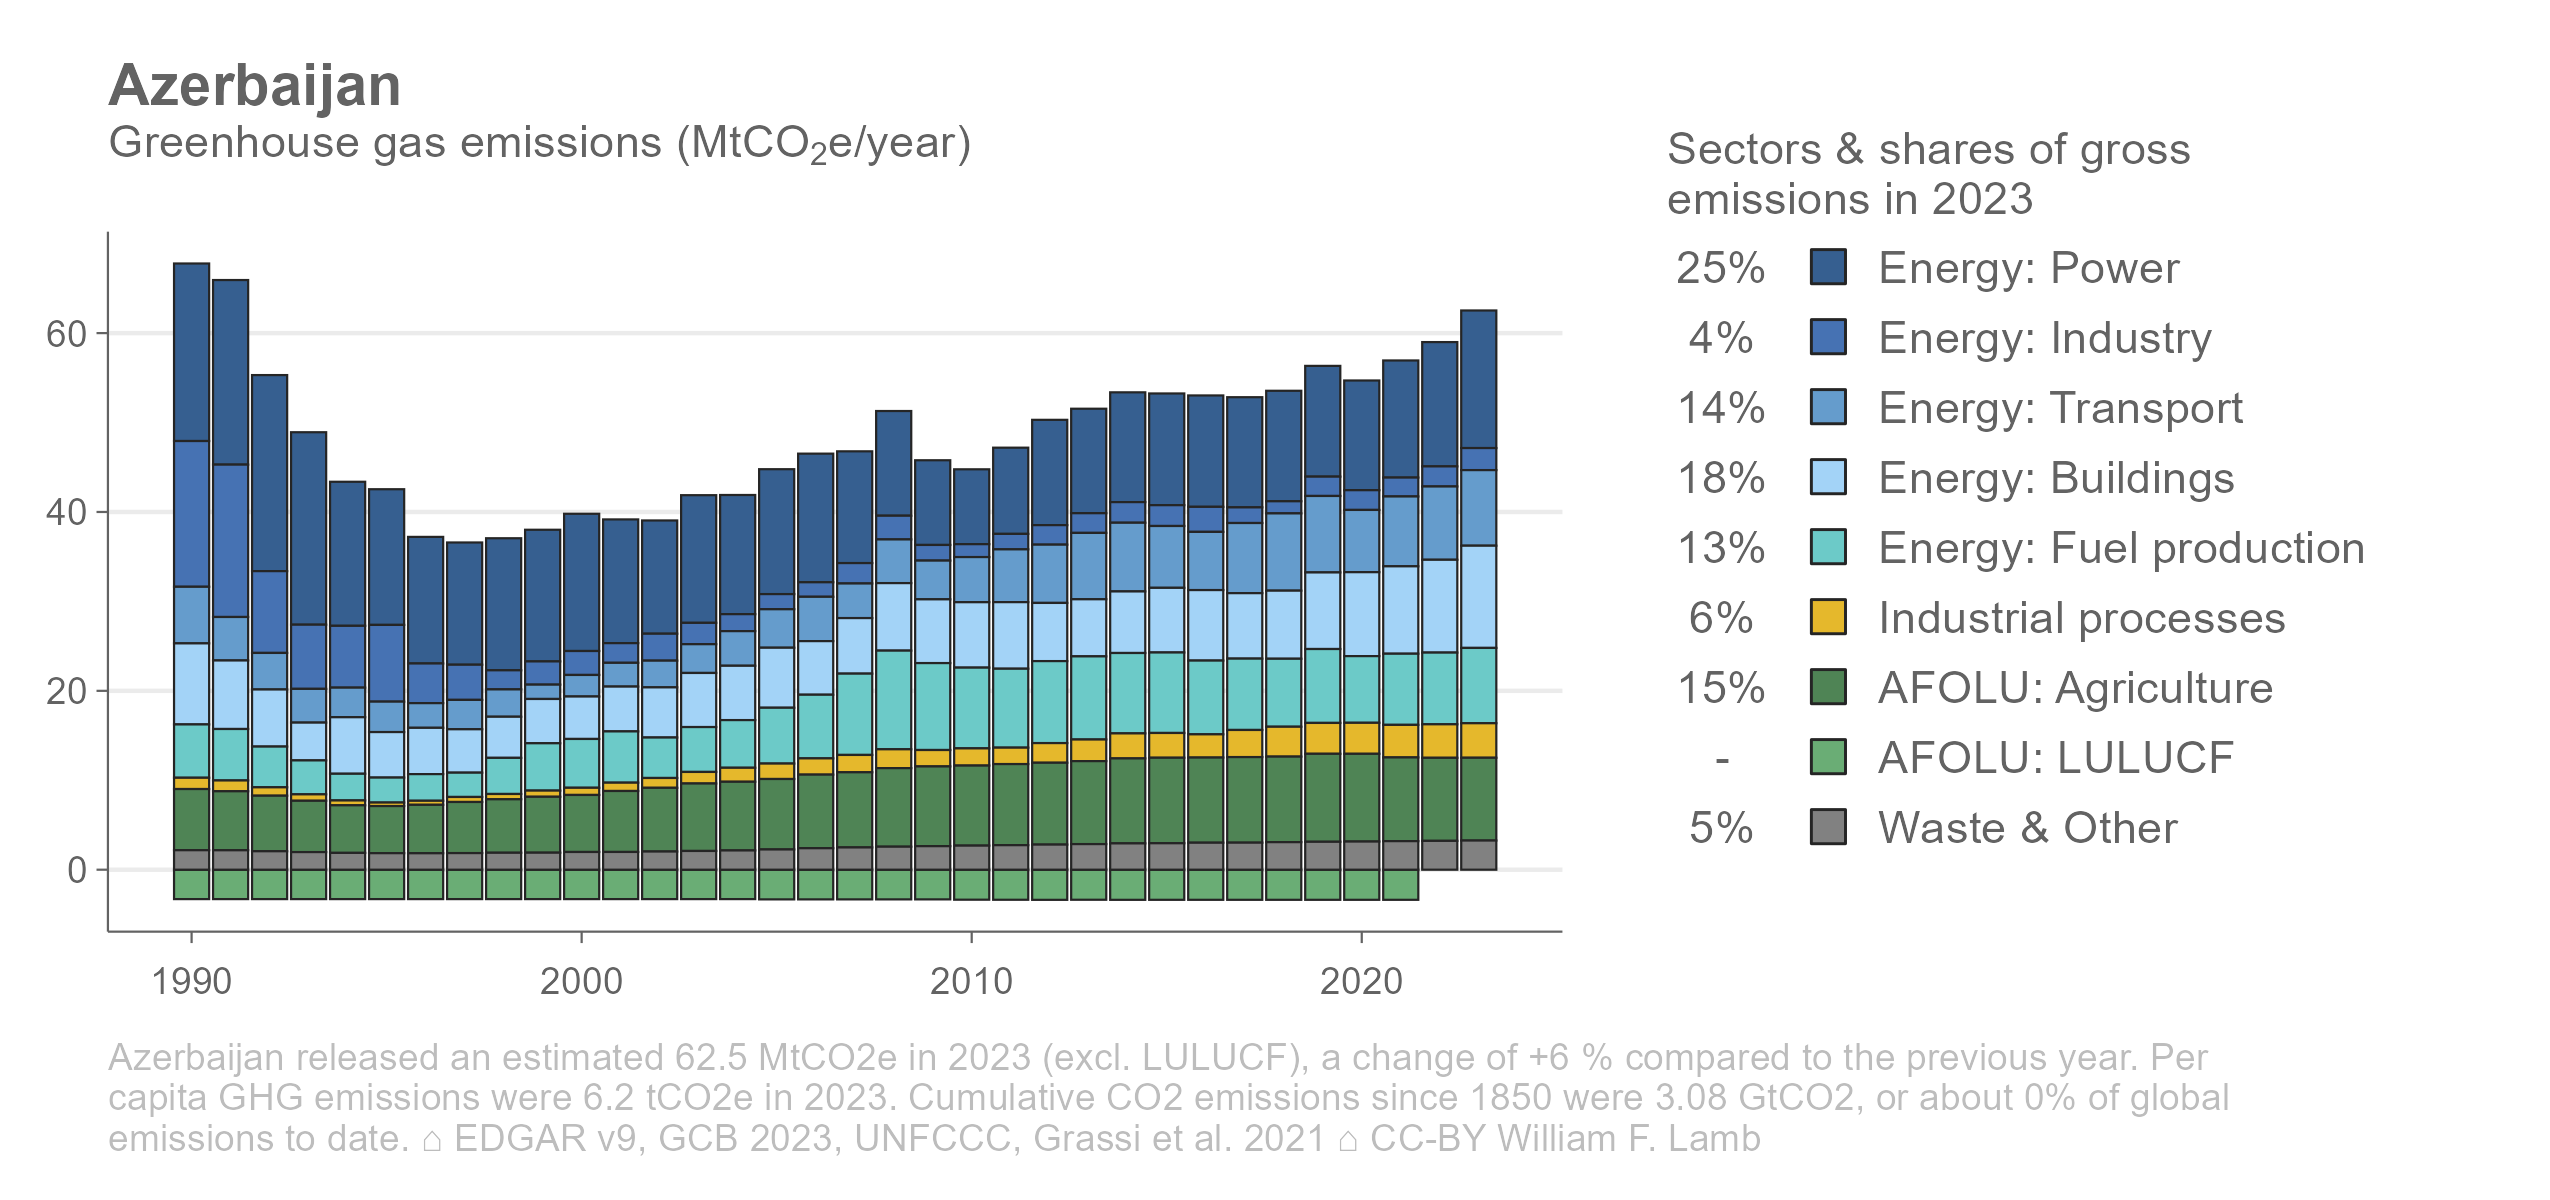 Azerbaijan
Greenhouse gas emissions (MtCO₂e/year)
60
40
20
0
1990 2000 2010 2020
Sectors & shares of gross
emissions in 2023
25% Energy: Power
4% Energy: Industry
14% Energy: Transport
18% Energy: Buildings
13% Energy: Fuel production
6% Industrial processes
15% AFOLU: Agriculture
- AFOLU: LULUCF
5% Waste & Other
Azerbaijan released an estimated 62.5 MtCO2e in 2023 (excl. LULUCF), a change of +6 % compared to the previous year. Per
capita GHG emissions were 6.2 tCO2e in 2023. Cumulative CO2 emissions since 1850 were 3.08 GtCO2, or about 0% of global
emissions to date. ⌂ EDGAR v9, GCB 2023, UNFCCC, Grassi et al. 2021 ⌂ CC-BY William F. Lamb